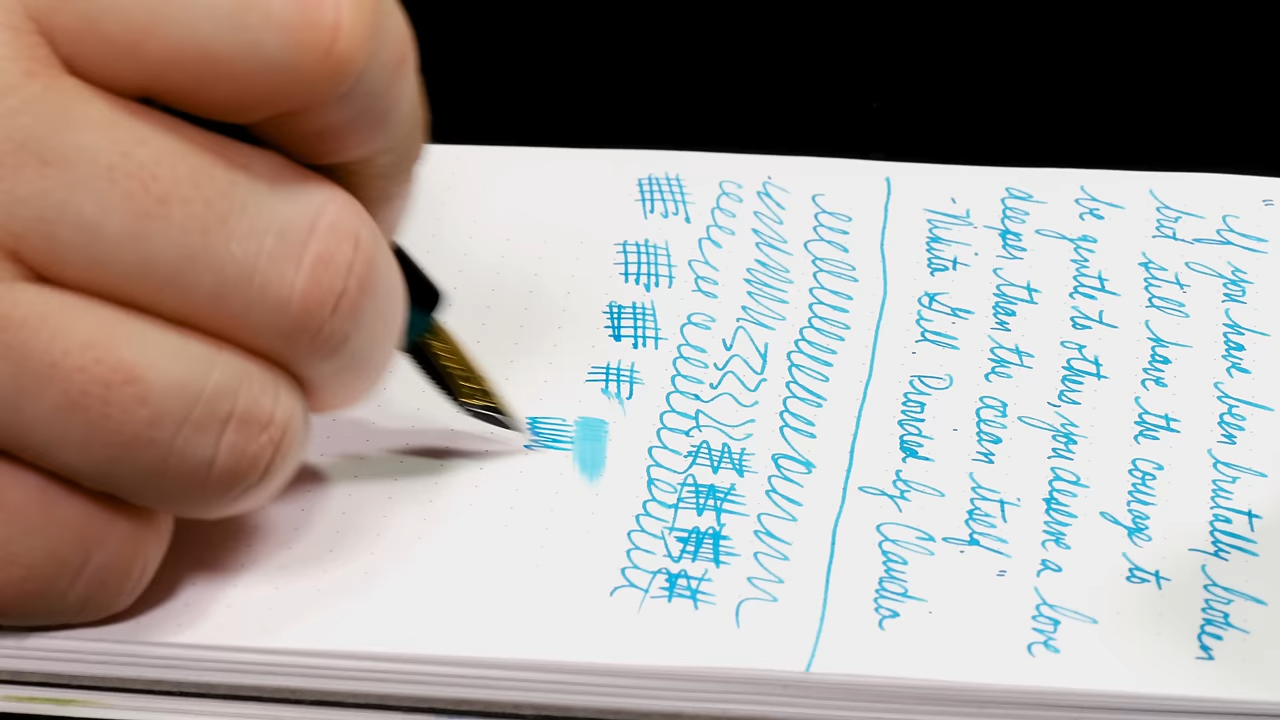 "If you have been brutally broken
but still have the courage to
be gentle to others, you deserve a love
deeper than the ocean itself"
-Nikita Gill Provided by Claudia